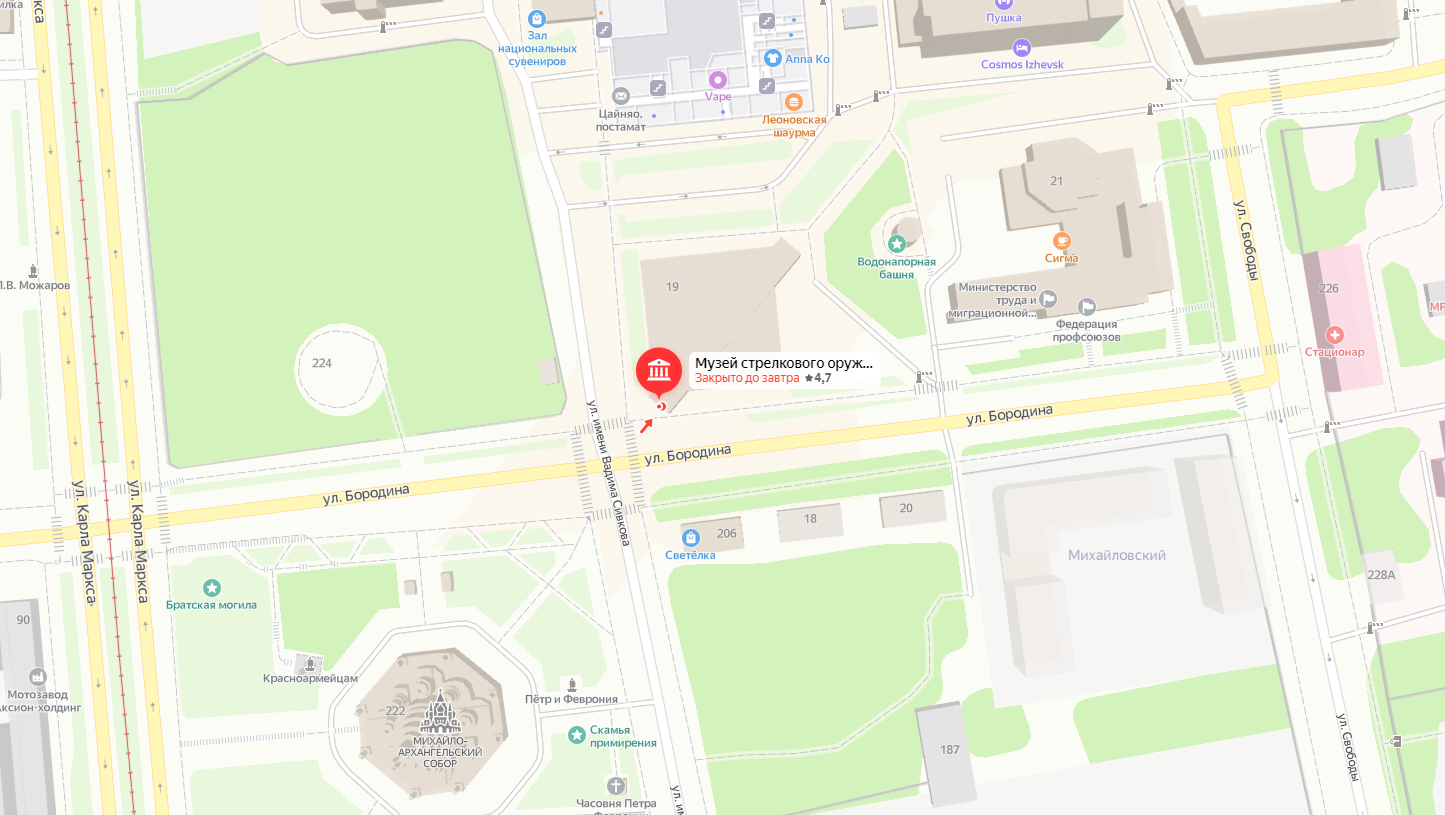 Карла Маркса
Зал
национальных
сувениров
Пушка
Cosmos Izhevsk
Anna Ko
Vape
Цайняо,
постамат
Леоновская
шаурма
21
ул. Свободы
Сигма
Водонапорная
башня
Министерство
труда и
миграционной...
Федерация
профсоюзов
226
Стационар
МР
19
П.В. Можаров
224
Музей стрелкового оруж...
Закрыто до завтра ★4,7
ул. Бородина
ул. Бородина
ул. Бородина
ул. имени Вадима Сивкова
ул. Карла Маркса
ул. Карла Маркса
20
18
206
Светёлка
Михайловский
228А
Братская могила
90
Красноармейцам
Мотозавод
Аксион-холдинг
Пётр и Феврония
222
МИХАЙЛО-
АРХАНГЕЛЬСКИЙ
СОБОР
Скамья
примирения
187
ул. Свободы
Часовня Петра
ул. им